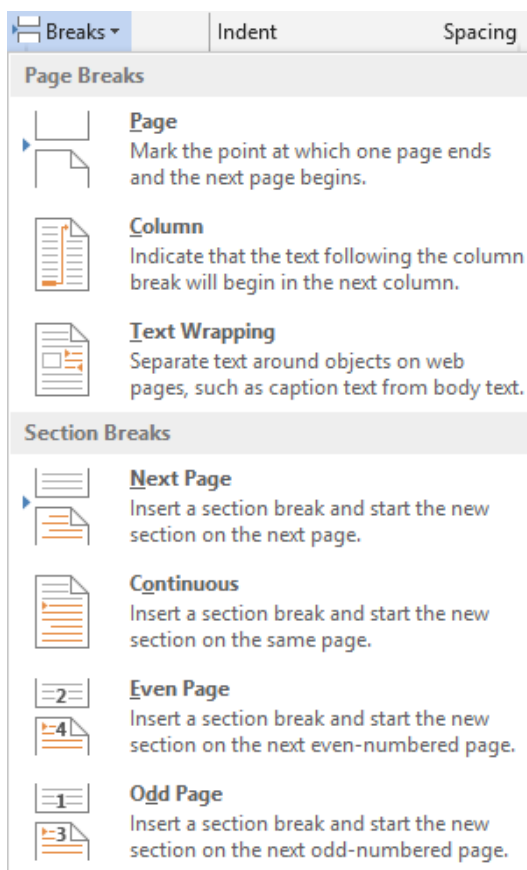 Breaks Indent Spacing
Page Breaks
Page
Mark the point at which one page ends
and the next page begins.
Column
Indicate that the text following the column
break will begin in the next column.
Text Wrapping
Separate text around objects on web
pages, such as caption text from body text.
Section Breaks
Next Page
Insert a section break and start the new
section on the next page.
Continuous
Insert a section break and start the new
section on the same page.
2
4
Even Page
Insert a section break and start the new
section on the next even-numbered page.
1
3
Odd Page
Insert a section break and start the new
section on the next odd-numbered page.